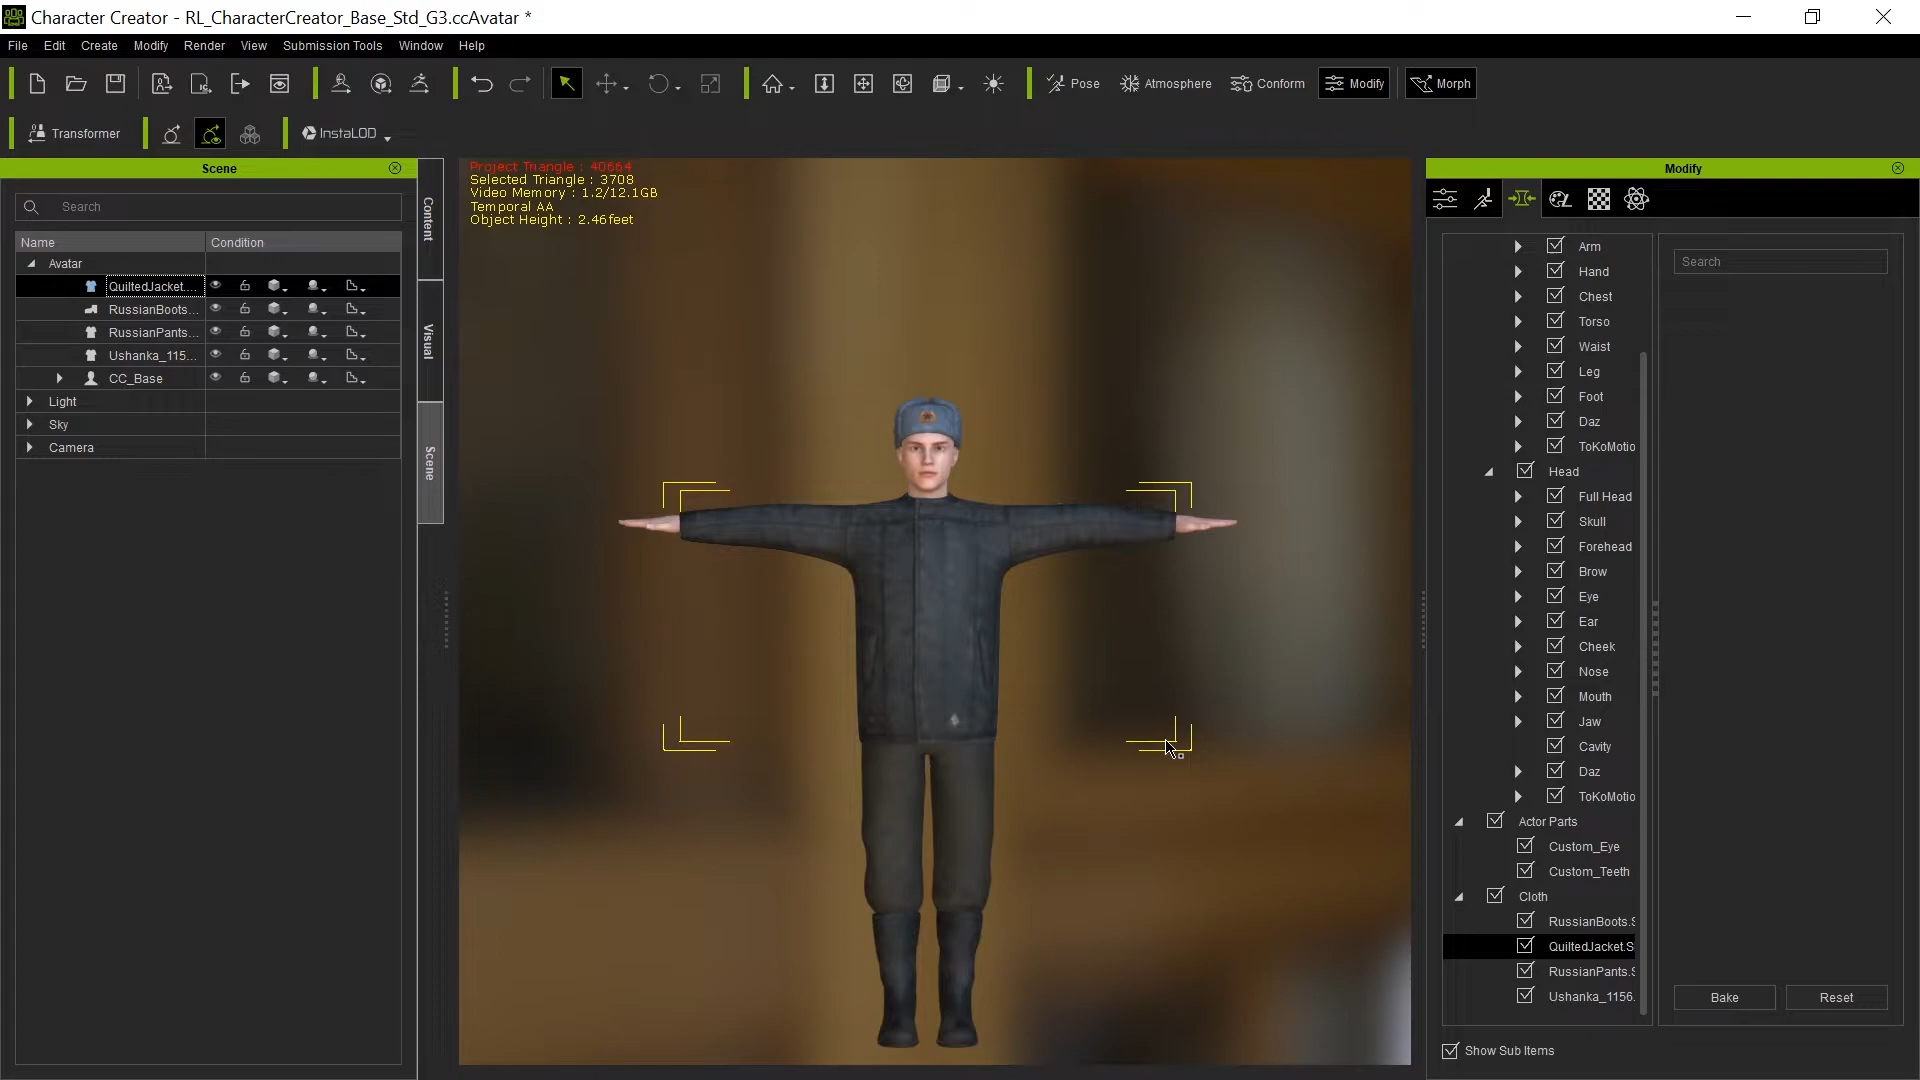 Character Creator - RL_CharacterCreator_Base_Std_G3.ccAvatar *
File Edit Create Modify Render View Submission Tools Window Help
Pose Atmosphere Conform Modify Morph
Transformer InstaLOD
Scene
Search
Name Condition
Avatar
QuiltedJacket....
RussianBoots...
RussianPants...
Ushanka_115...
CC_Base
Light
Sky
Camera
Content
Visual
Scene
Project Triangle : 40664
Selected Triangle : 3708
Video Memory : 1.2/12.1GB
Temporal AA
Object Height : 2.46feet
Modify
Arm
Hand
Chest
Torso
Waist
Leg
Foot
Daz
ToKoMotio
Head
Full Head
Skull
Forehead
Brow
Eye
Ear
Cheek
Nose
Mouth
Jaw
Cavity
Daz
ToKoMotio
Actor Parts
Custom_Eye
Custom_Teeth
Cloth
RussianBoots.S
QuiltedJacket.S
RussianPants.S
Ushanka_1156.
Show Sub Items
Search
Bake Reset